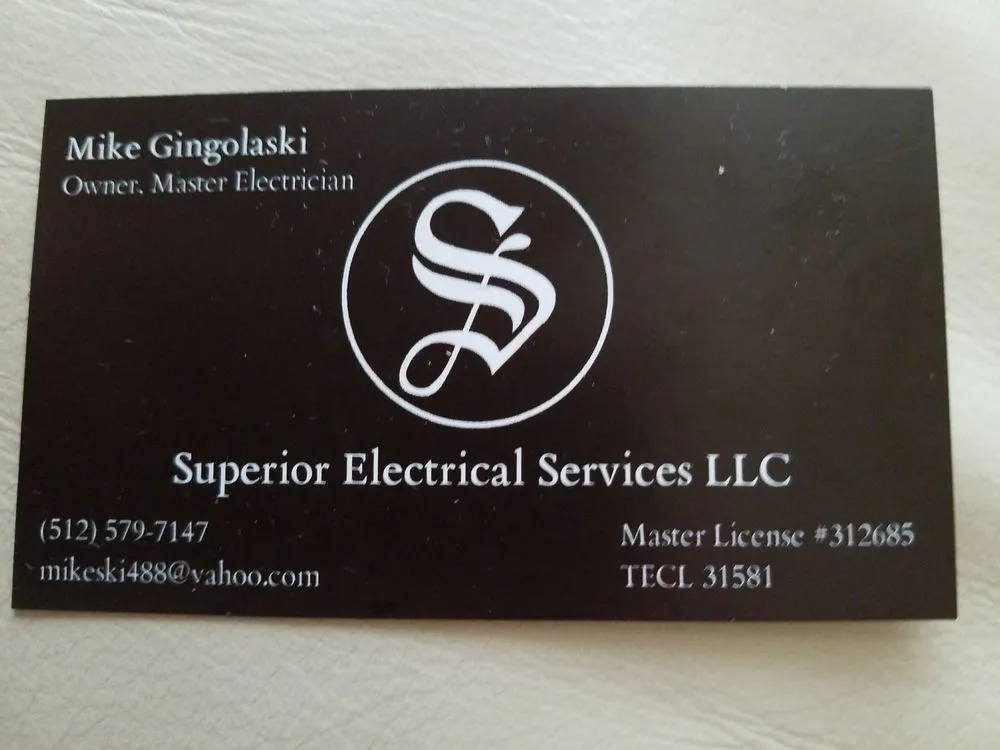 Mike Gingolaski
Owner, Master Electrician
S
Superior Electrical Services LLC
(512) 579-7147
mikeski488@yahoo.com
Master License #312685
TECL 31581